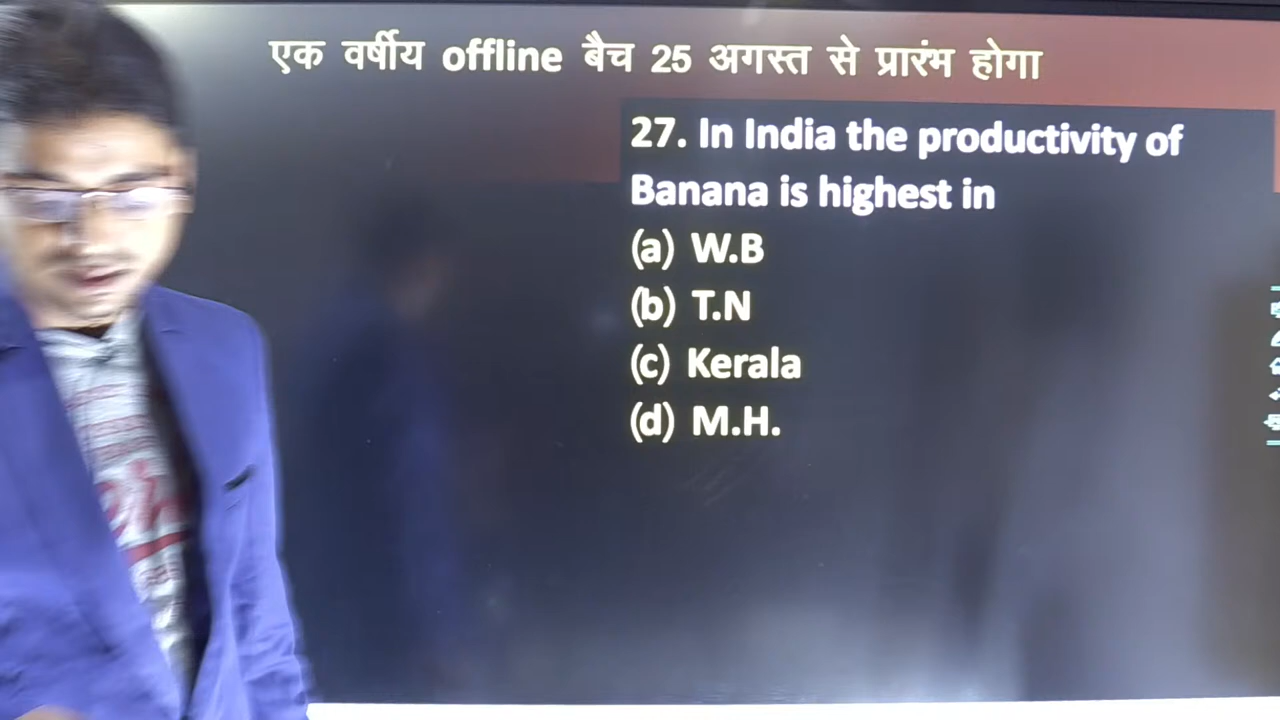 एक वर्षीय offline बैच 25 अगस्त से प्रारंभ होगा
27. In India the productivity of
Banana is highest in
(a) W.B
(b) T.N
(c) Kerala
(d) M.H.